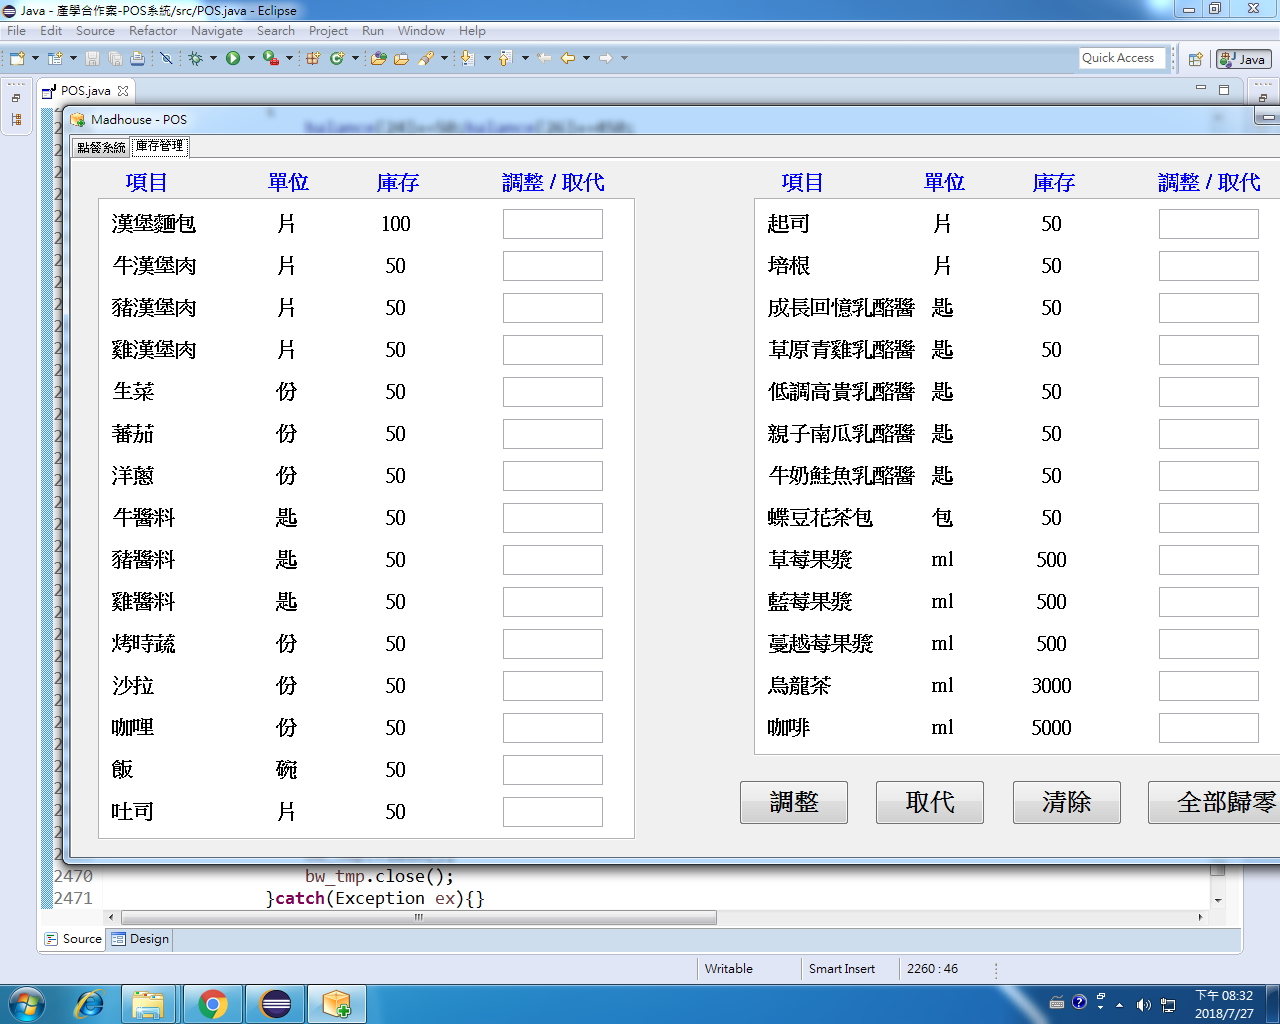 Java - 產學合作案-POS系統/src/POS.java - Eclipse
File Edit Source Refactor Navigate Search Project Run Window Help
Quick Access
Java
POS.java
Madhouse - POS
點餐系統 庫存管理
項目 單位 庫存 調整 / 取代
漢堡麵包 片 100
牛漢堡肉 片 50
豬漢堡肉 片 50
雞漢堡肉 片 50
生菜 份 50
蕃茄 份 50
洋蔥 份 50
牛醬料 匙 50
豬醬料 匙 50
雞醬料 匙 50
烤時蔬 份 50
沙拉 份 50
咖哩 份 50
飯 碗 50
吐司 片 50
項目 單位 庫存 調整 / 取代
起司 片 50
培根 片 50
成長回憶乳酪醬 匙 50
草原青雞乳酪醬 匙 50
低調高貴乳酪醬 匙 50
親子南瓜乳酪醬 匙 50
牛奶鮭魚乳酪醬 匙 50
蝶豆花茶包 包 50
草莓果漿 ml 500
藍莓果漿 ml 500
蔓越莓果漿 ml 500
烏龍茶 ml 3000
咖啡 ml 5000
調整 取代 清除 全部歸零
2470 bw_tmp.close();
2471 }catch(Exception ex){}
Source Design
Writable Smart Insert 2260 : 46
下午 08:32
2018/7/27